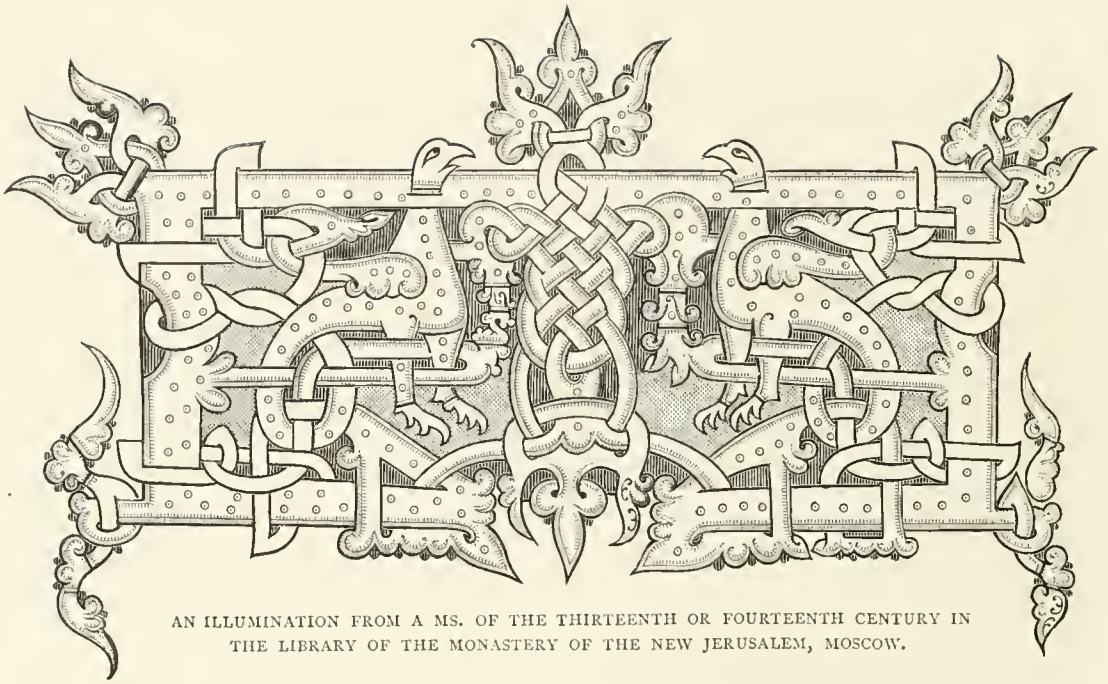 AN ILLUMINATION FROM A MS. OF THE THIRTEENTH OR FOURTEENTH CENTURY IN
THE LIBRARY OF THE MONASTERY OF THE NEW JERUSALEM, MOSCOW.